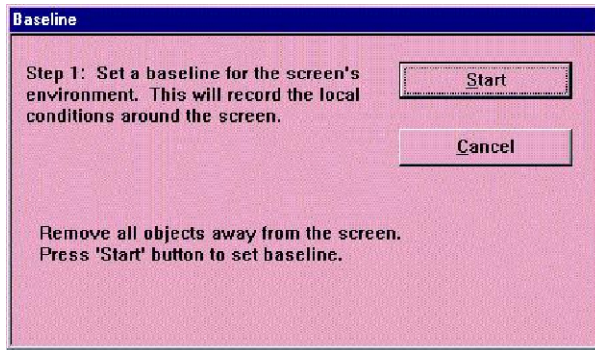 Baseline
Step 1:  Set a baseline for the screen's
environment.  This will record the local
conditions around the screen.
Start
Cancel
Remove all objects away from the screen.
Press 'Start' button to set baseline.